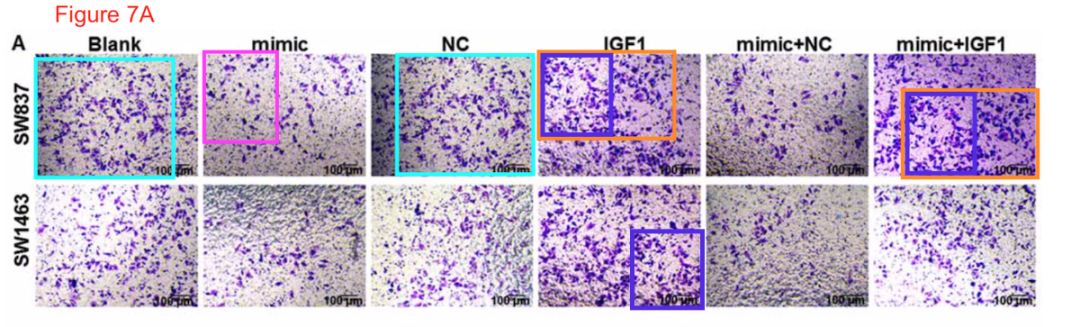 Figure 7A
A Blank mimic NC IGF1 mimic+NC mimic+IGF1
SW837 100 μm 100 μm 100 μm 100 μm 100 μm 100 μm
SW1463 100 μm 100 μm 100 μm 100 μm 100 μm 100 μm